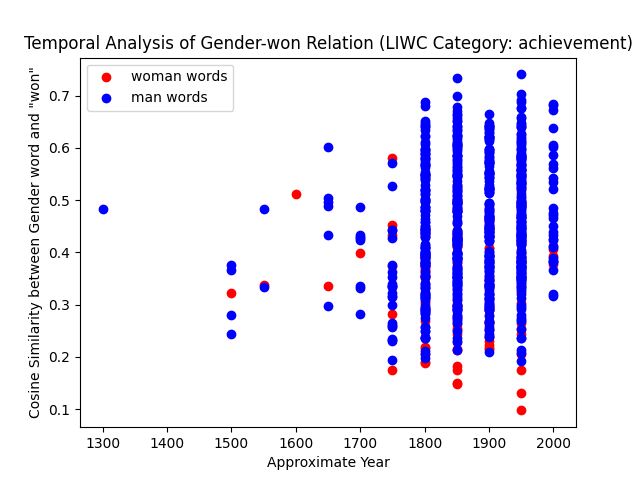 Temporal Analysis of Gender-won Relation (LIWC Category: achievement)
woman words
man words
Cosine Similarity between Gender word and "won"
0.7
0.6
0.5
0.4
0.3
0.2
0.1
1300 1400 1500 1600 1700 1800 1900 2000
Approximate Year